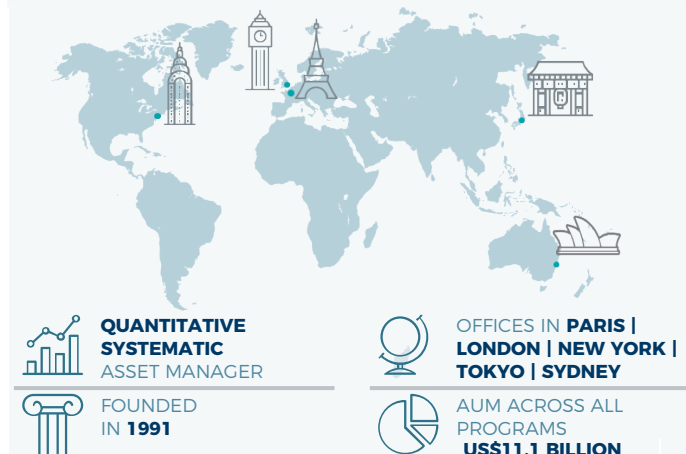 QUANTITATIVE
SYSTEMATIC
ASSET MANAGER
OFFICES IN PARIS |
LONDON | NEW YORK |
TOKYO | SYDNEY
FOUNDED
IN 1991
AUM ACROSS ALL
PROGRAMS
US$11.1 BILLION